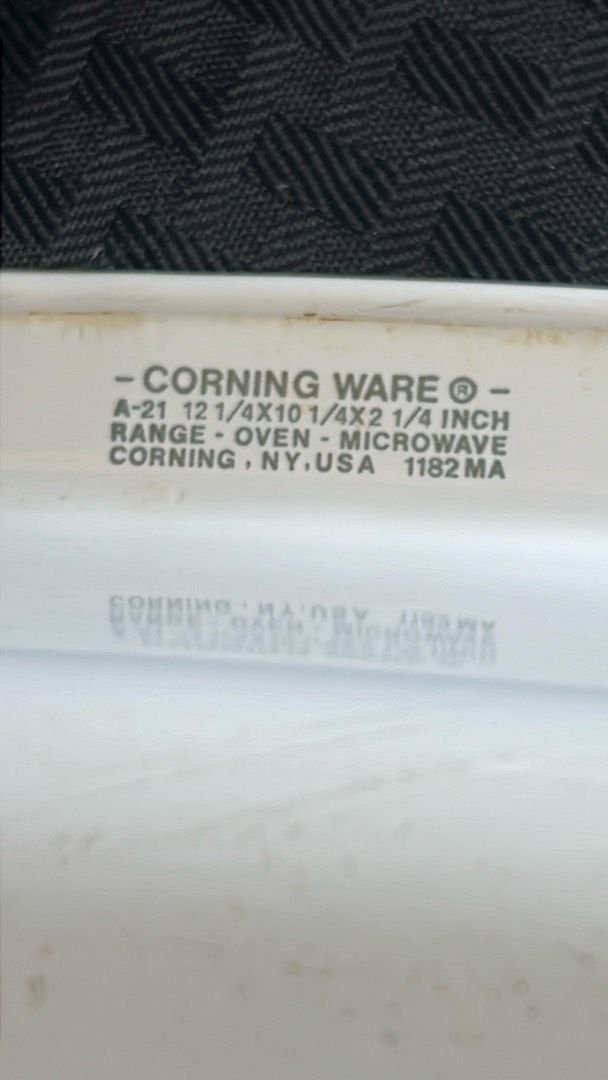 - CORNING WARE ® -
A-21 12 1/4X10 1/4X2 1/4 INCH
RANGE - OVEN - MICROWAVE
CORNING, NY, USA 1182 MA